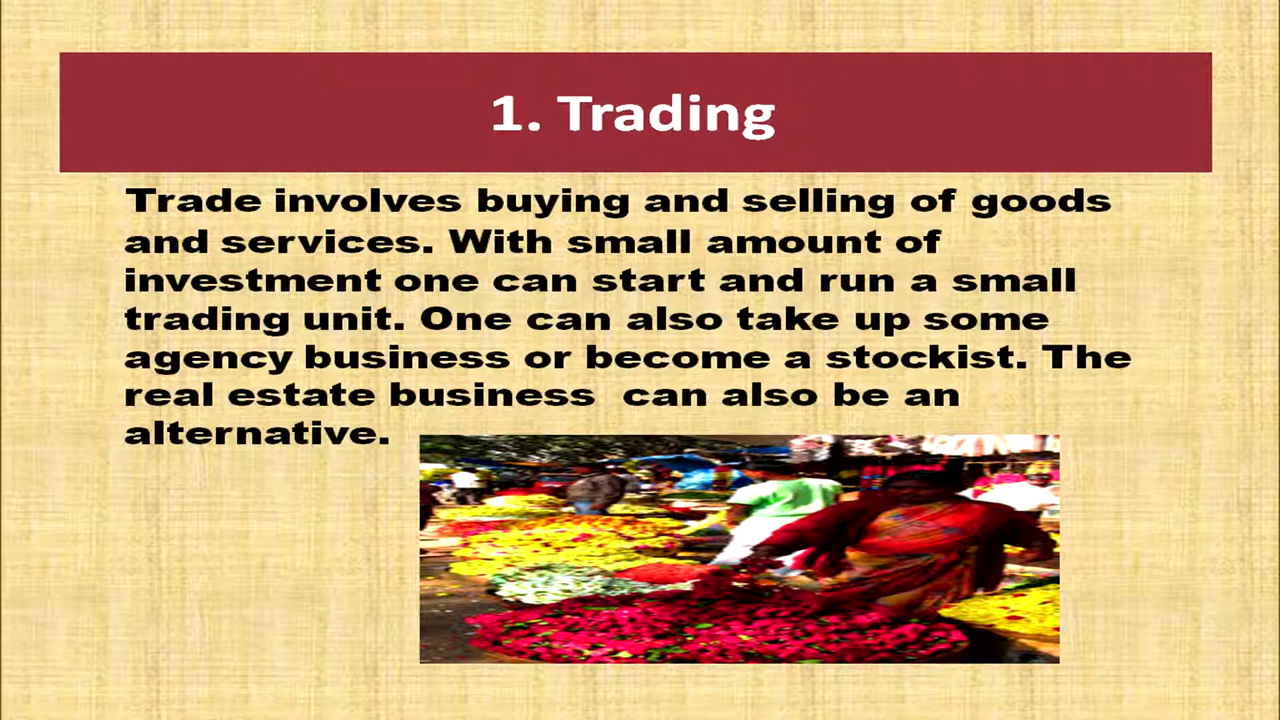 1. Trading
Trade involves buying and selling of goods
and services. With small amount of
investment one can start and run a small
trading unit. One can also take up some
agency business or become a stockist. The
real estate business can also be an
alternative.